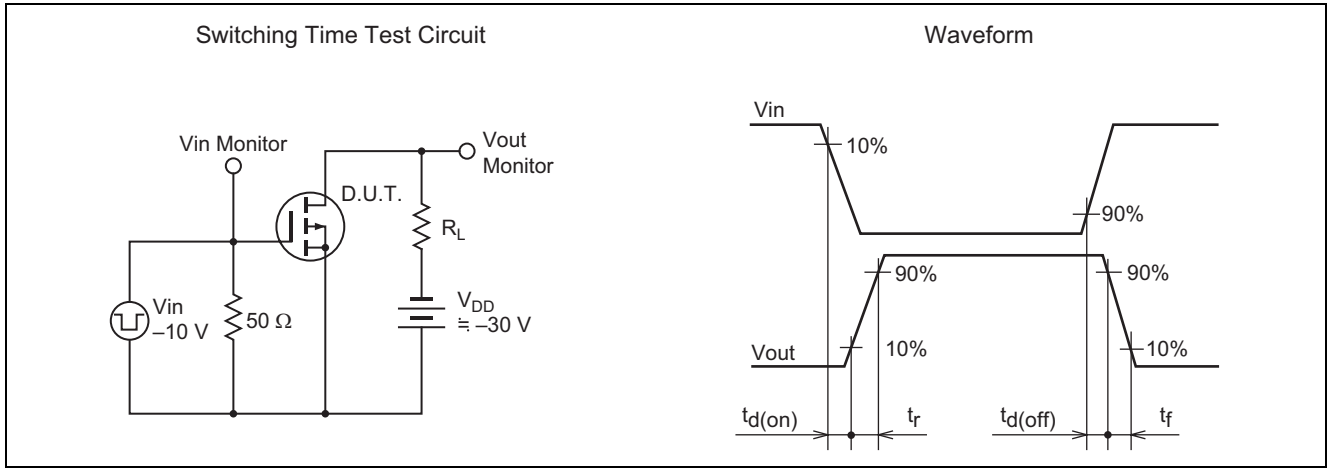 Switching Time Test Circuit
Vin Monitor
Vout
Monitor
D.U.T.
RL
Vin
–10 V
50 Ω
VDD
≒ –30 V
Waveform
Vin
10%
90%
90%
90%
Vout
10%
10%
td(on)
tr
td(off)
tf